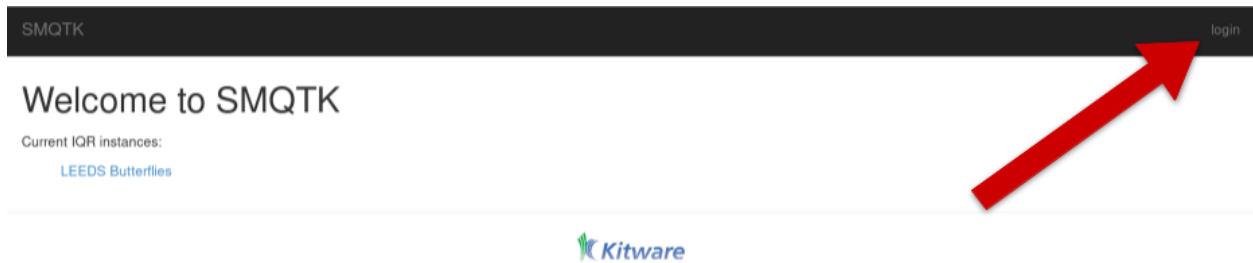 SMQTK
login
Welcome to SMQTK
Current IQR instances:
LEEDS Butterflies
Kitware